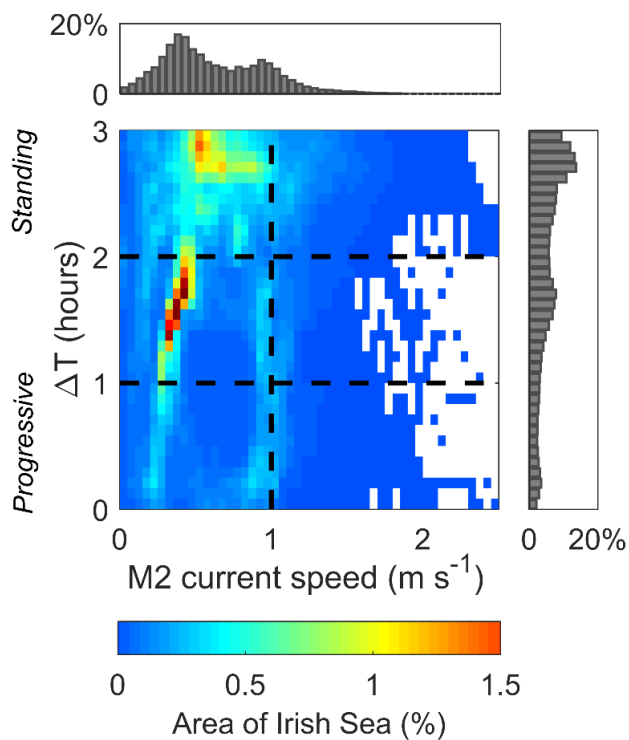 20%
0
3
2
1
0
Standing
ΔT (hours)
Progressive
0 1 2
0 20%
M2 current speed (m s⁻¹)
0 0.5 1 1.5
Area of Irish Sea (%)